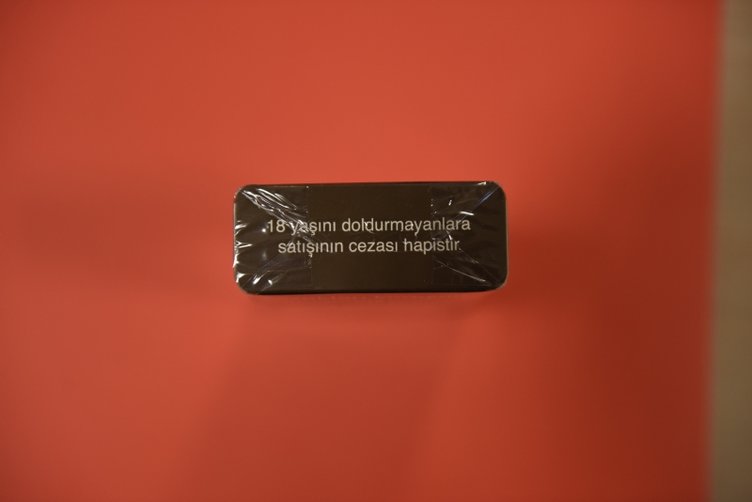 18 yaşını doldurmayanlara
satışının cezası hapistir.